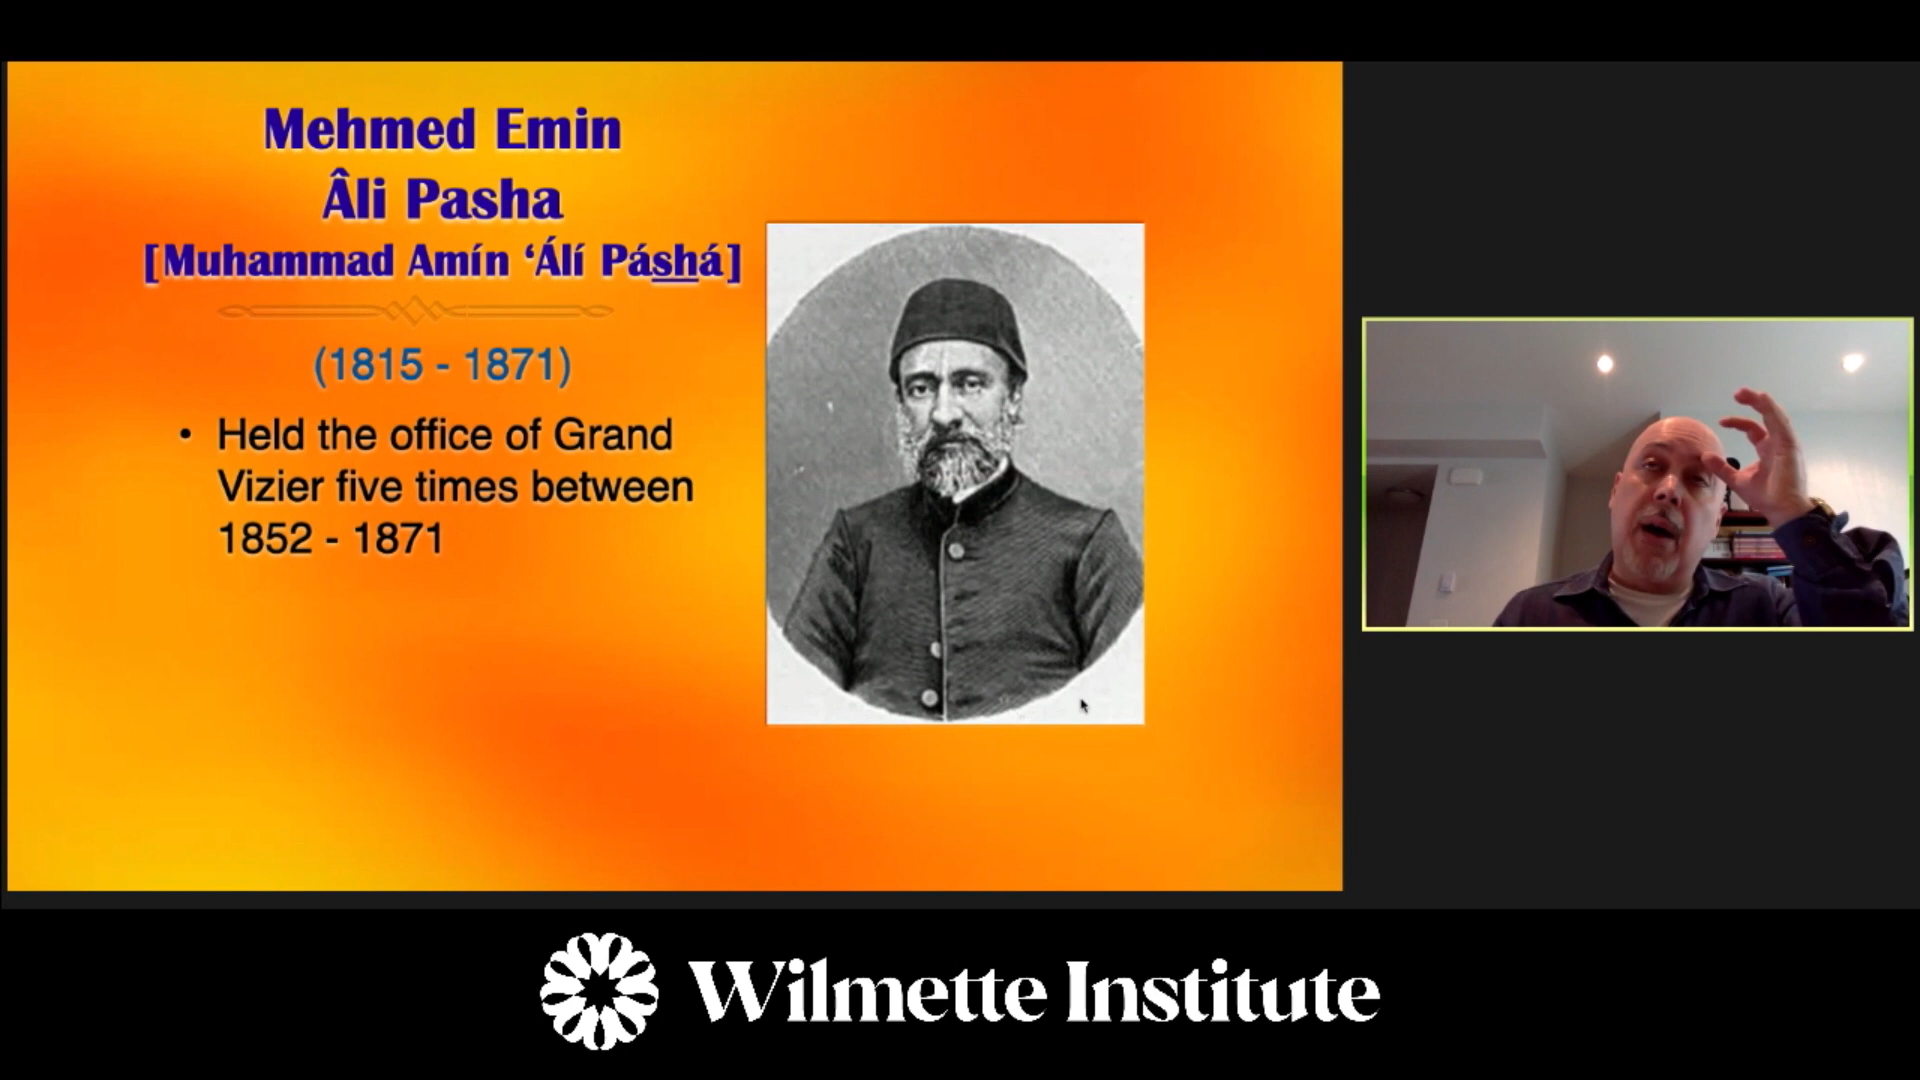 Mehmed Emin
Âli Pasha
[Muhammad Amín ‘Álí Páshá]
(1815 - 1871)
• Held the office of Grand
Vizier five times between
1852 - 1871
Wilmette Institute